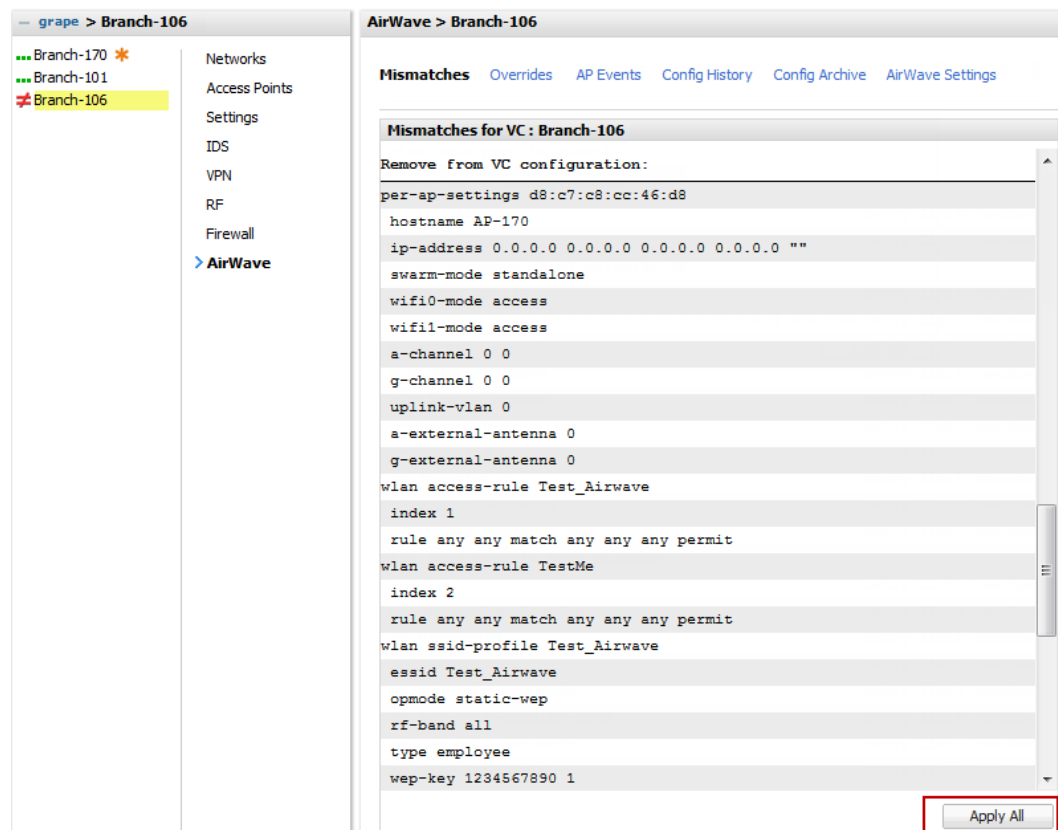 grape > Branch-106
Branch-170
Branch-101
Branch-106
Networks
Access Points
Settings
IDS
VPN
RF
Firewall
AirWave
AirWave > Branch-106
Mismatches Overrides AP Events Config History Config Archive AirWave Settings
Mismatches for VC : Branch-106
Remove from VC configuration:
per-ap-settings d8:c7:c8:cc:46:d8
hostname AP-170
ip-address 0.0.0.0 0.0.0.0 0.0.0.0 0.0.0.0 ""
swarm-mode standalone
wifi0-mode access
wifi1-mode access
a-channel 0 0
g-channel 0 0
uplink-vlan 0
a-external-antenna 0
g-external-antenna 0
wlan access-rule Test_Airwave
index 1
rule any any match any any any permit
wlan access-rule TestMe
index 2
rule any any match any any any permit
wlan ssid-profile Test_Airwave
essid Test_Airwave
opmode static-wep
rf-band all
type employee
wep-key 1234567890 1
Apply All